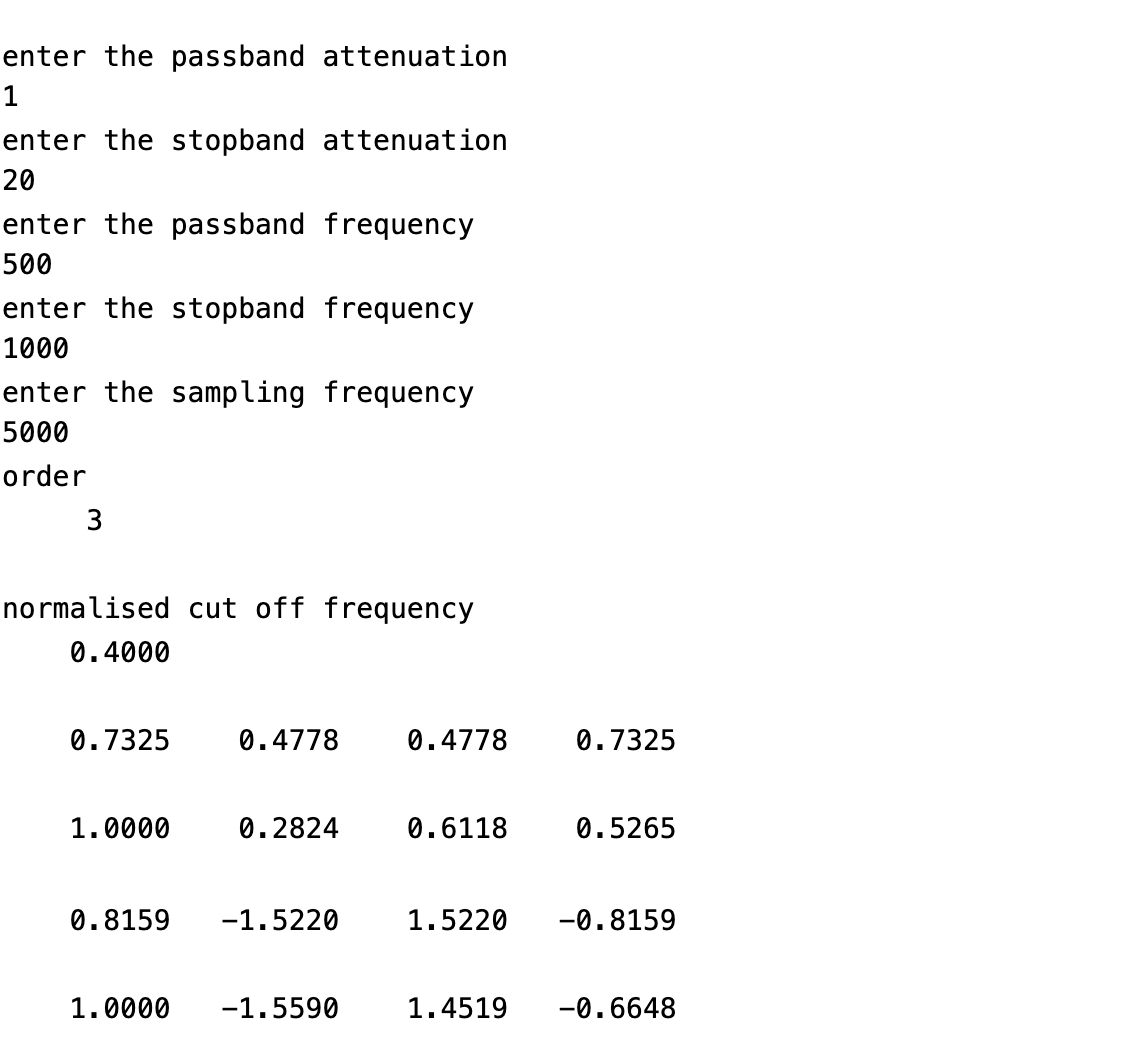 enter the passband attenuation
1
enter the stopband attenuation
20
enter the passband frequency
500
enter the stopband frequency
1000
enter the sampling frequency
5000
order
3
normalised cut off frequency
0.4000
0.7325 0.4778 0.4778 0.7325
1.0000 0.2824 0.6118 0.5265
0.8159 −1.5220 1.5220 −0.8159
1.0000 −1.5590 1.4519 −0.6648